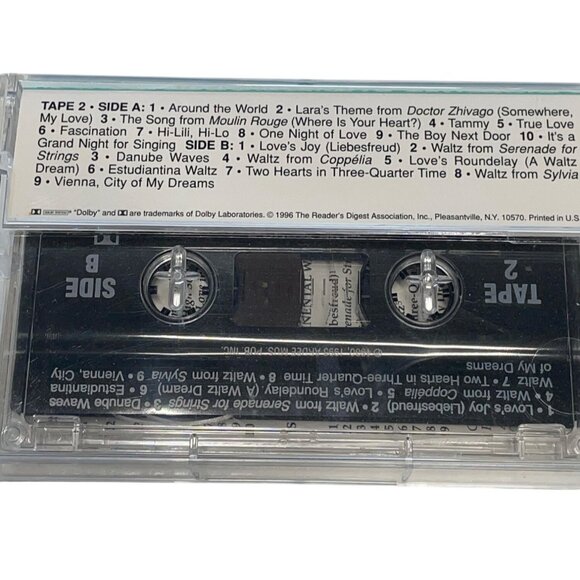 TAPE 2 • SIDE A: 1 • Around the World 2 • Lara's Theme from Doctor Zhivago (Somewhere,
My Love) 3 • The Song from Moulin Rouge (Where Is Your Heart?) 4 • Tammy 5 • True Love
6 • Fascination 7 • Hi-Lili, Hi-Lo 8 • One Night of Love 9 • The Boy Next Door 10 • It's a
Grand Night for Singing SIDE B: 1 • Love's Joy (Liebesfreud) 2 • Waltz from Serenade for
Strings 3 • Danube Waves 4 • Waltz from Coppélia 5 • Love's Roundelay (A Waltz
Dream) 6 • Estudiantina Waltz 7 • Two Hearts in Three-Quarter Time 8 • Waltz from Sylvia
9 • Vienna, City of My Dreams
"Dolby" and are trademarks of Dolby Laboratories. © 1996 The Reader's Digest Association, Inc., Pleasantville, N.Y. 10570. Printed in U.S
1 • Love's Joy (Liebesfreud) 2 • Waltz from Serenade for Strings 3 • Danube Waves
4 • Waltz from Coppélia 5 • Love's Roundelay (A Waltz Dream) 6 • Estudiantina
Waltz 7 • Two Hearts in Three-Quarter Time 8 • Waltz from Sylvia 9 • Vienna, City
of My Dreams
TAPE 2
SIDE B